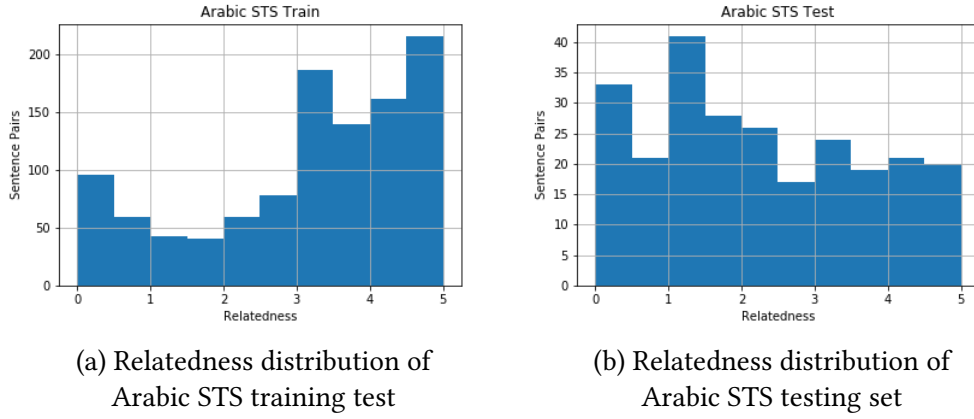 Arabic STS Train
200
150
100
50
0
Sentence Pairs
0 1 2 3 4 5
Relatedness
(a) Relatedness distribution of
Arabic STS training test
Arabic STS Test
40
35
30
25
20
15
10
5
0
Sentence Pairs
0 1 2 3 4 5
Relatedness
(b) Relatedness distribution of
Arabic STS testing set